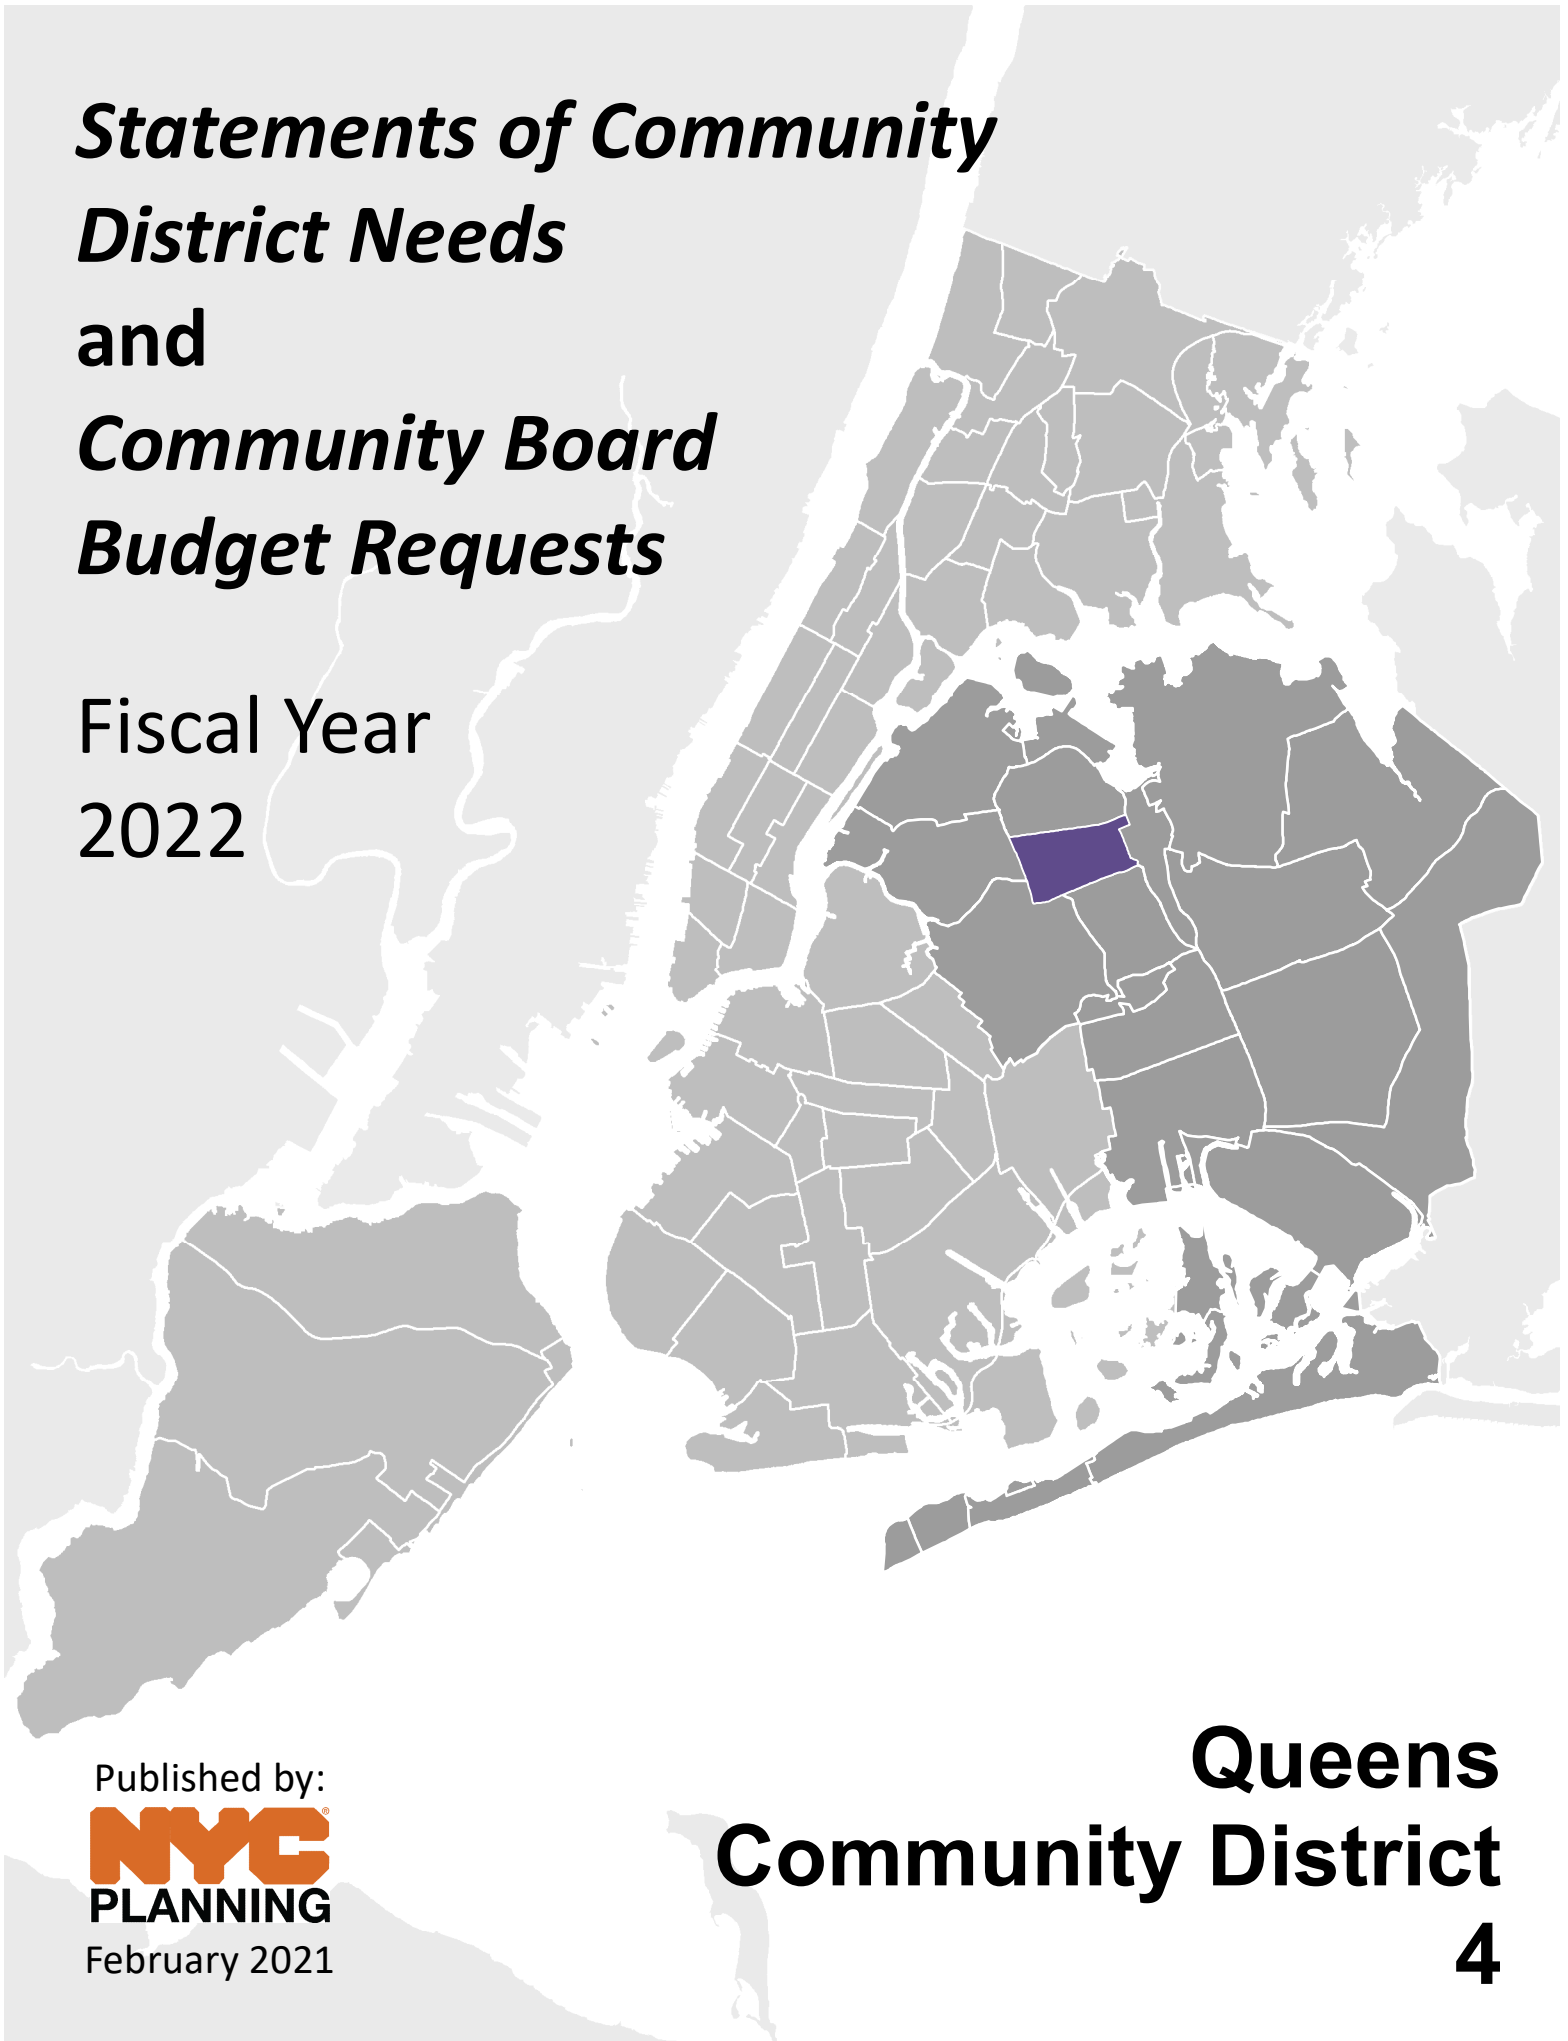 Statements of Community
District Needs
and
Community Board
Budget Requests
Fiscal Year
2022
Published by:
NYC®
PLANNING
February 2021
Queens
Community District
4